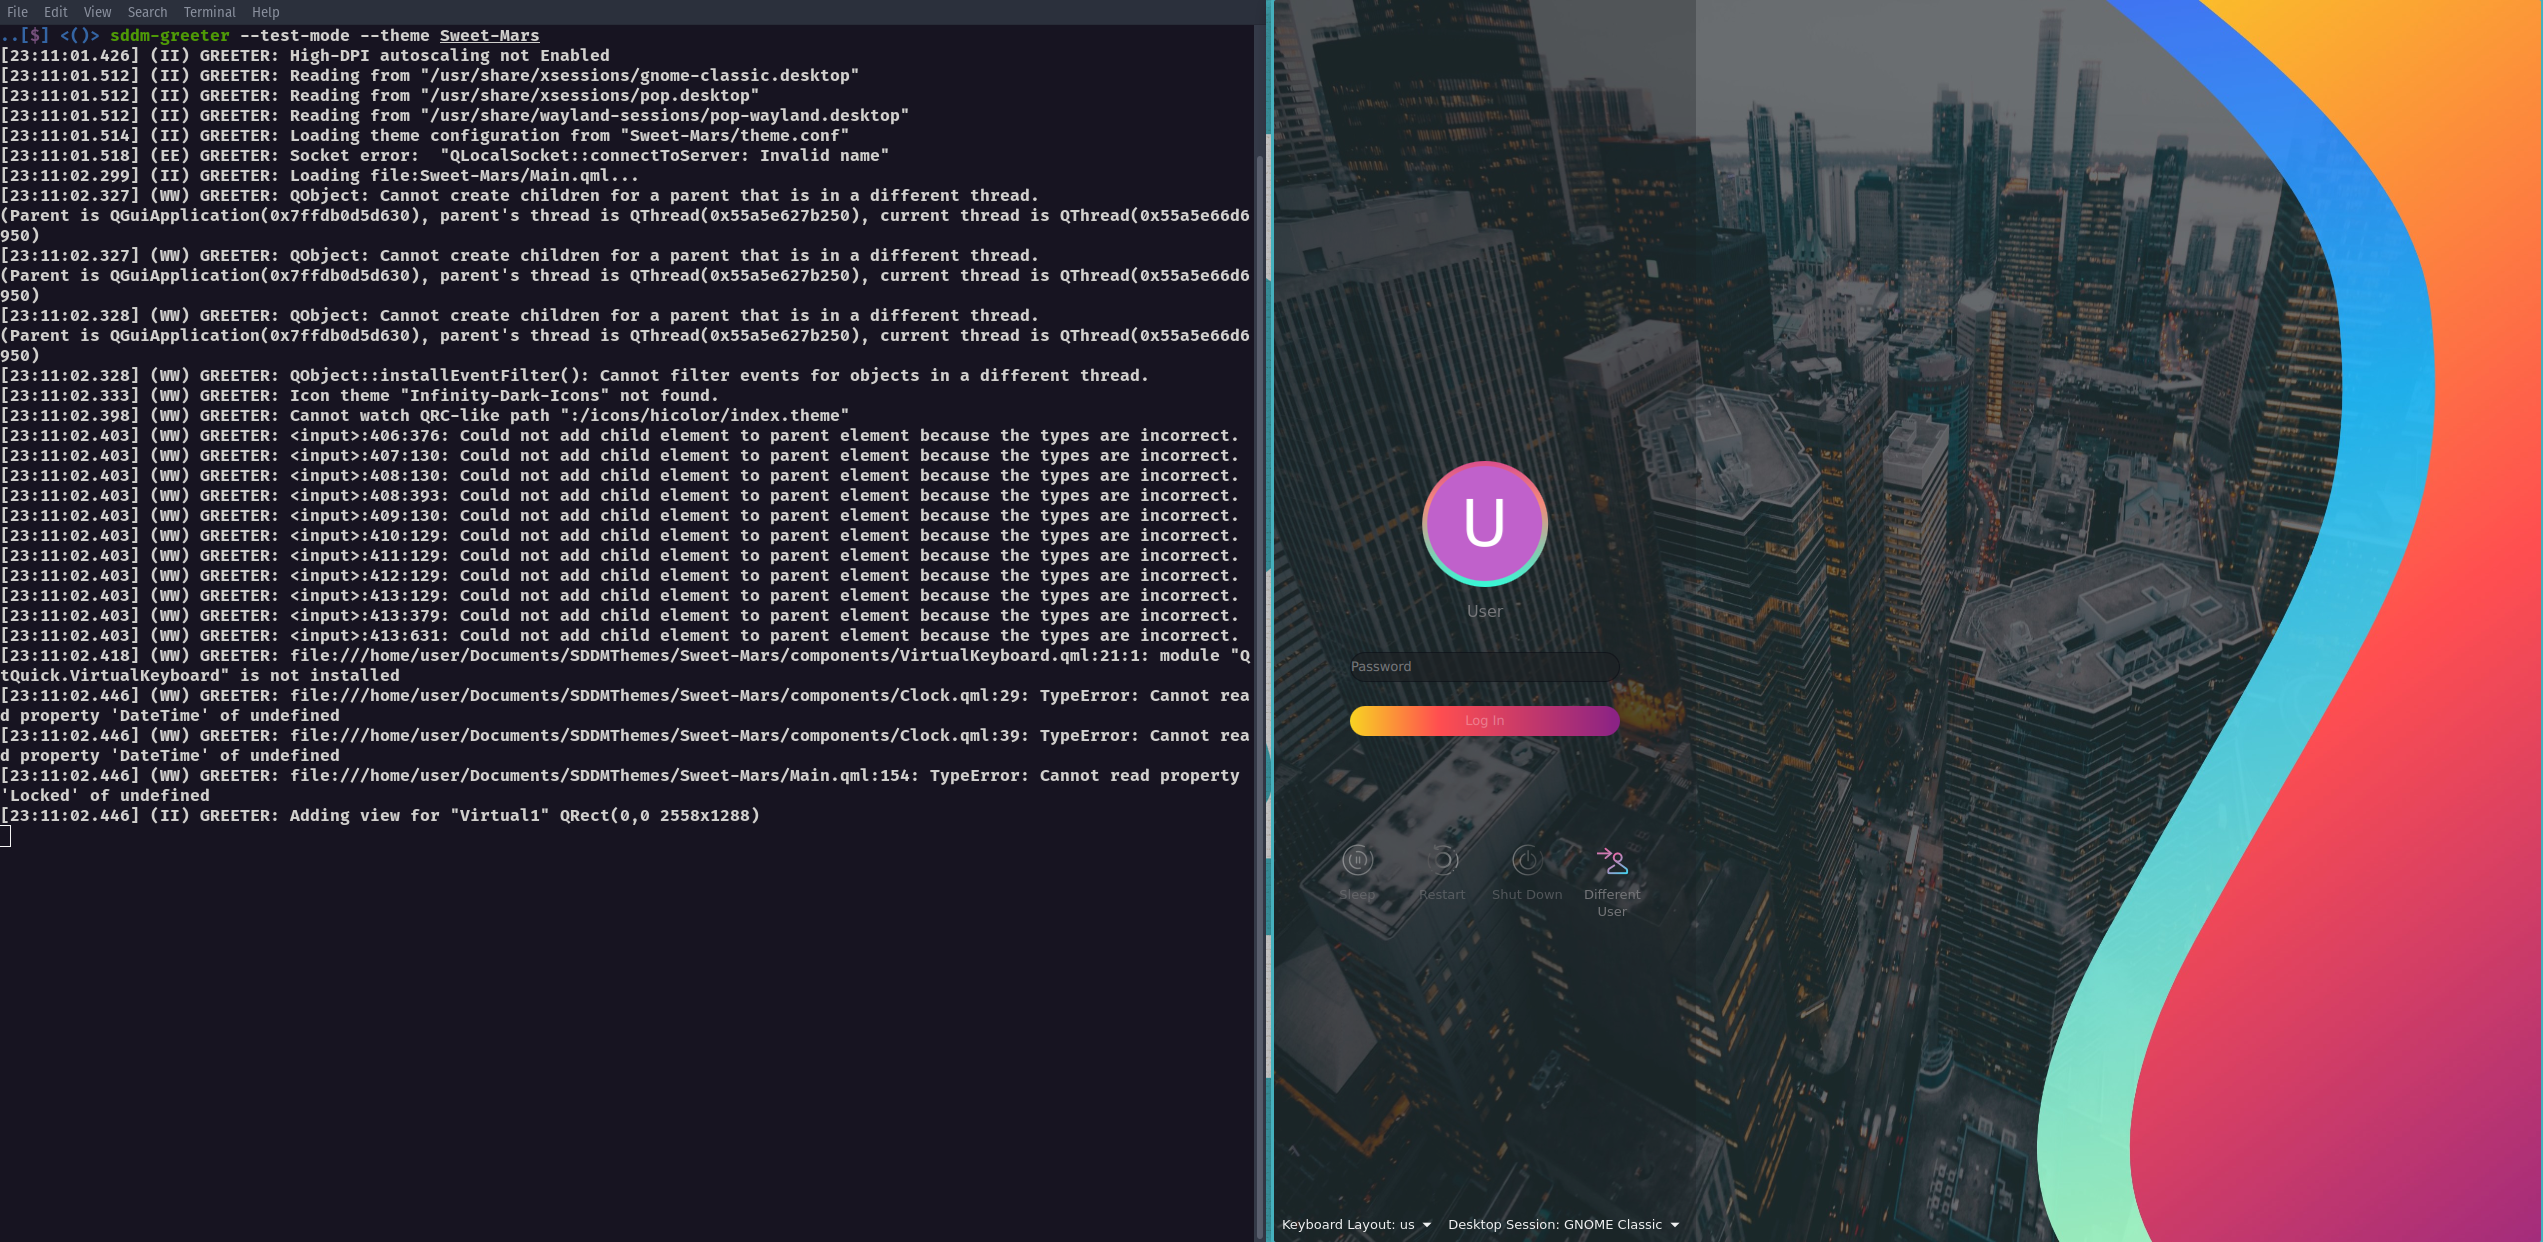 File Edit View Search Terminal Help
..[$] <()> sddm-greeter --test-mode --theme Sweet-Mars
[23:11:01.426] (II) GREETER: High-DPI autoscaling not Enabled
[23:11:01.512] (II) GREETER: Reading from "/usr/share/xsessions/gnome-classic.desktop"
[23:11:01.512] (II) GREETER: Reading from "/usr/share/xsessions/pop.desktop"
[23:11:01.512] (II) GREETER: Reading from "/usr/share/wayland-sessions/pop-wayland.desktop"
[23:11:01.514] (II) GREETER: Loading theme configuration from "Sweet-Mars/theme.conf"
[23:11:01.518] (EE) GREETER: Socket error:  "QLocalSocket::connectToServer: Invalid name"
[23:11:02.299] (II) GREETER: Loading file:Sweet-Mars/Main.qml...
[23:11:02.327] (WW) GREETER: QObject: Cannot create children for a parent that is in a different thread.
(Parent is QGuiApplication(0x7ffdb0d5d630), parent's thread is QThread(0x55a5e627b250), current thread is QThread(0x55a5e66d6
950)
[23:11:02.327] (WW) GREETER: QObject: Cannot create children for a parent that is in a different thread.
(Parent is QGuiApplication(0x7ffdb0d5d630), parent's thread is QThread(0x55a5e627b250), current thread is QThread(0x55a5e66d6
950)
[23:11:02.328] (WW) GREETER: QObject: Cannot create children for a parent that is in a different thread.
(Parent is QGuiApplication(0x7ffdb0d5d630), parent's thread is QThread(0x55a5e627b250), current thread is QThread(0x55a5e66d6
950)
[23:11:02.328] (WW) GREETER: QObject::installEventFilter(): Cannot filter events for objects in a different thread.
[23:11:02.333] (WW) GREETER: Icon theme "Infinity-Dark-Icons" not found.
[23:11:02.398] (WW) GREETER: Cannot watch QRC-like path ":/icons/hicolor/index.theme"
[23:11:02.403] (WW) GREETER: <input>:406:376: Could not add child element to parent element because the types are incorrect.
[23:11:02.403] (WW) GREETER: <input>:407:130: Could not add child element to parent element because the types are incorrect.
[23:11:02.403] (WW) GREETER: <input>:408:130: Could not add child element to parent element because the types are incorrect.
[23:11:02.403] (WW) GREETER: <input>:408:393: Could not add child element to parent element because the types are incorrect.
[23:11:02.403] (WW) GREETER: <input>:409:130: Could not add child element to parent element because the types are incorrect.
[23:11:02.403] (WW) GREETER: <input>:410:129: Could not add child element to parent element because the types are incorrect.
[23:11:02.403] (WW) GREETER: <input>:411:129: Could not add child element to parent element because the types are incorrect.
[23:11:02.403] (WW) GREETER: <input>:412:129: Could not add child element to parent element because the types are incorrect.
[23:11:02.403] (WW) GREETER: <input>:413:129: Could not add child element to parent element because the types are incorrect.
[23:11:02.403] (WW) GREETER: <input>:413:379: Could not add child element to parent element because the types are incorrect.
[23:11:02.403] (WW) GREETER: <input>:413:631: Could not add child element to parent element because the types are incorrect.
[23:11:02.418] (WW) GREETER: file:///home/user/Documents/SDDMThemes/Sweet-Mars/components/VirtualKeyboard.qml:21:1: module "Q
tQuick.VirtualKeyboard" is not installed
[23:11:02.446] (WW) GREETER: file:///home/user/Documents/SDDMThemes/Sweet-Mars/components/Clock.qml:29: TypeError: Cannot rea
d property 'DateTime' of undefined
[23:11:02.446] (WW) GREETER: file:///home/user/Documents/SDDMThemes/Sweet-Mars/components/Clock.qml:39: TypeError: Cannot rea
d property 'DateTime' of undefined
[23:11:02.446] (WW) GREETER: file:///home/user/Documents/SDDMThemes/Sweet-Mars/Main.qml:154: TypeError: Cannot read property
'Locked' of undefined
[23:11:02.446] (II) GREETER: Adding view for "Virtual1" QRect(0,0 2558x1288)
U
User
Password
Log In
Sleep Restart Shut Down Different
User
Keyboard Layout: us Desktop Session: GNOME Classic